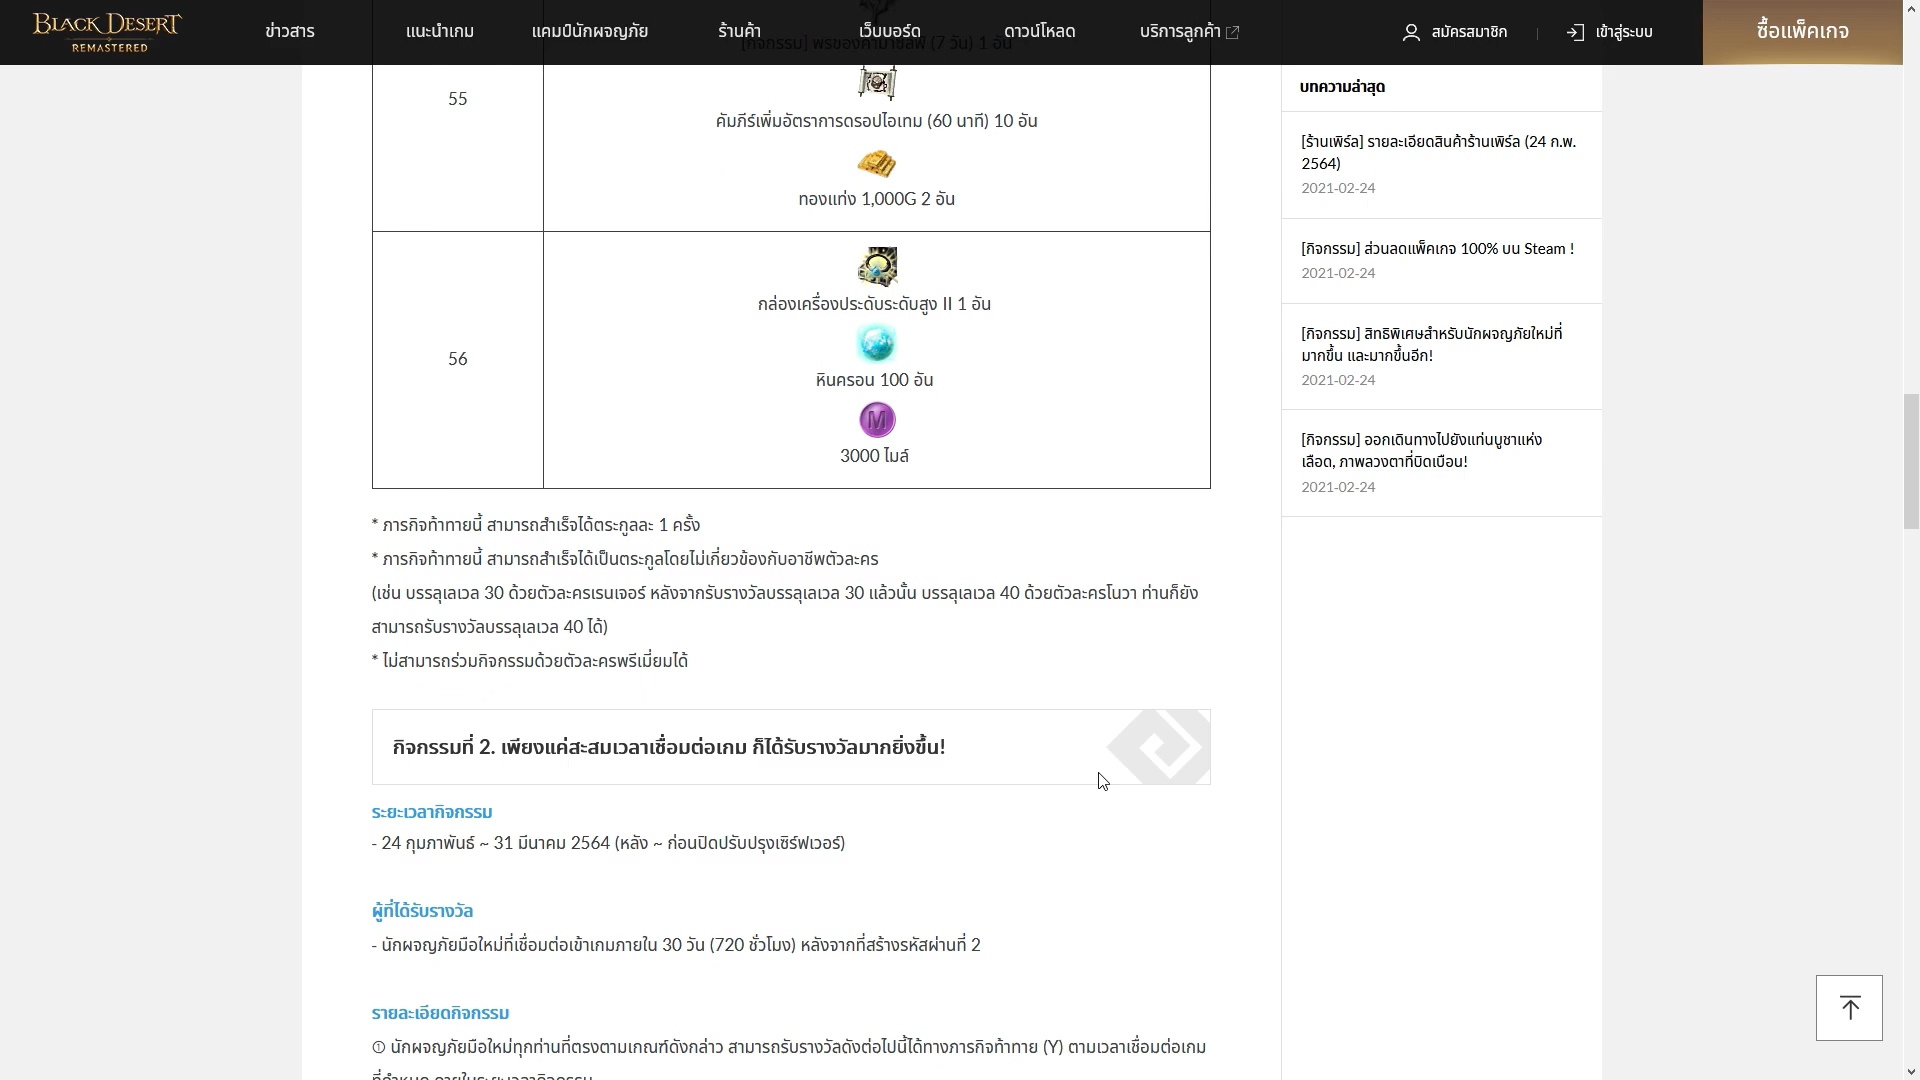 BLACK DESERT
REMASTERED
ข่าวสาร
แนะนำเกม
แคมป์นักผจญภัย
ร้านค้า
เว็บบอร์ด
ดาวน์โหลด
บริการลูกค้า
สมัครสมาชิก
เข้าสู่ระบบ
ซื้อแพ็คเกจ
55
คัมภีร์เพิ่มอัตราการดรอปไอเทม (60 นาที) 10 อัน
ทองแท่ง 1,000G 2 อัน
56
กล่องเครื่องประดับระดับสูง II 1 อัน
หินครอน 100 อัน
M
3000 ไมล์
* ภารกิจท้าทายนี้ สามารถสำเร็จได้ตระกูลละ 1 ครั้ง
* ภารกิจท้าทายนี้ สามารถสำเร็จได้เป็นตระกูลโดยไม่เกี่ยวข้องกับอาชีพตัวละคร
(เช่น บรรลุเลเวล 30 ด้วยตัวละครเรนเจอร์ หลังจากรับรางวัลบรรลุเลเวล 30 แล้วนั้น บรรลุเลเวล 40 ด้วยตัวละครโนวา ท่านก็ยัง
สามารถรับรางวัลบรรลุเลเวล 40 ได้)
* ไม่สามารถร่วมกิจกรรมด้วยตัวละครพรีเมี่ยมได้
กิจกรรมที่ 2. เพียงแค่สะสมเวลาเชื่อมต่อเกม ก็ได้รับรางวัลมากยิ่งขึ้น!
ระยะเวลากิจกรรม
- 24 กุมภาพันธ์ ~ 31 มีนาคม 2564 (หลัง ~ ก่อนปิดปรับปรุงเซิร์ฟเวอร์)
ผู้ที่ได้รับรางวัล
- นักผจญภัยมือใหม่ที่เชื่อมต่อเข้าเกมภายใน 30 วัน (720 ชั่วโมง) หลังจากที่สร้างรหัสผ่านที่ 2
รายละเอียดกิจกรรม
① นักผจญภัยมือใหม่ทุกท่านที่ตรงตามเกณฑ์ดังกล่าว สามารถรับรางวัลดังต่อไปนี้ได้ทางภารกิจท้าทาย (Y) ตามเวลาเชื่อมต่อเกม
บทความล่าสุด
[ร้านเพิร์ล] รายละเอียดสินค้าร้านเพิร์ล (24 ก.พ.
2564)
2021-02-24
[กิจกรรม] ส่วนลดแพ็คเกจ 100% บน Steam !
2021-02-24
[กิจกรรม] สิทธิพิเศษสำหรับนักผจญภัยใหม่ที่
มากขึ้น และมากขึ้นอีก!
2021-02-24
[กิจกรรม] ออกเดินทางไปยังแท่นบูชาแห่ง
เลือด, ภาพลวงตาที่บิดเบือน!
2021-02-24